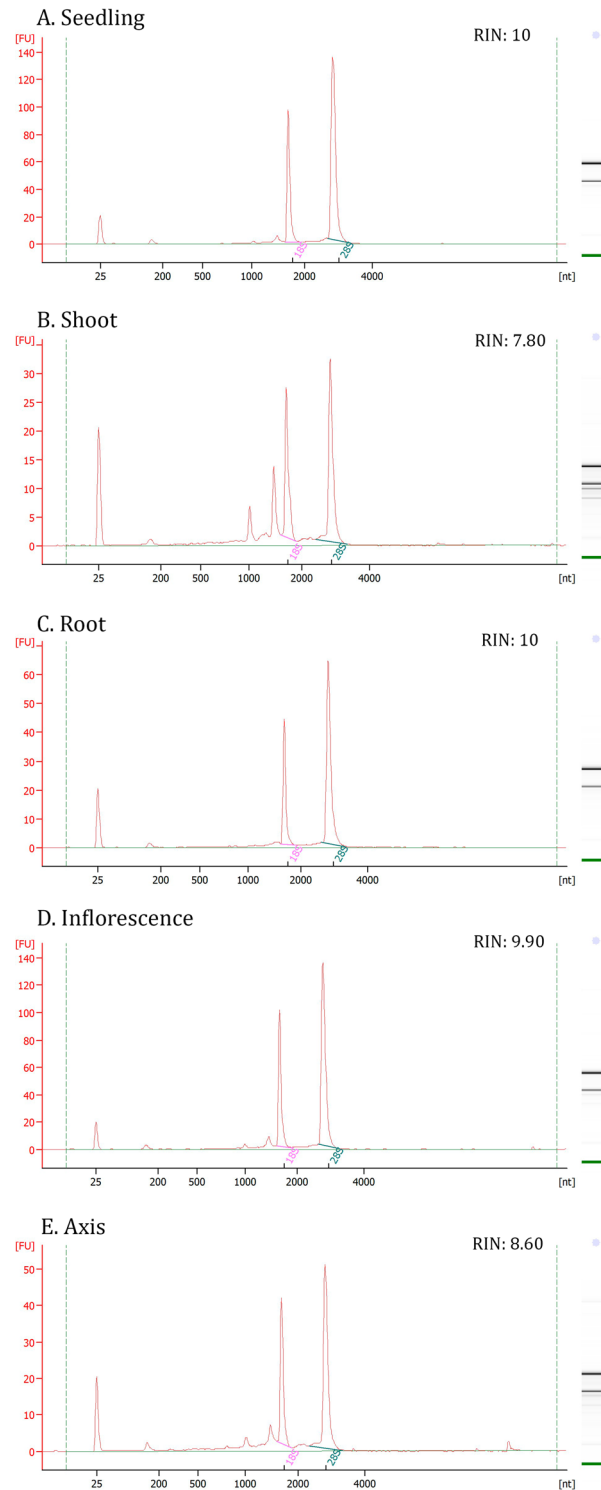 A. Seedling
RIN: 10
[FU]
140
120
100
80
60
40
20
0
18S
28S
25 200 500 1000 2000 4000 [nt]
B. Shoot
RIN: 7.80
[FU]
30
25
20
15
10
5
0
18S
28S
25 200 500 1000 2000 4000 [nt]
C. Root
RIN: 10
[FU]
60
50
40
30
20
10
0
18S
28S
25 200 500 1000 2000 4000 [nt]
D. Inflorescence
RIN: 9.90
[FU]
140
120
100
80
60
40
20
0
18S
28S
25 200 500 1000 2000 4000 [nt]
E. Axis
RIN: 8.60
[FU]
50
40
30
20
10
0
18S
28S
25 200 500 1000 2000 4000 [nt]